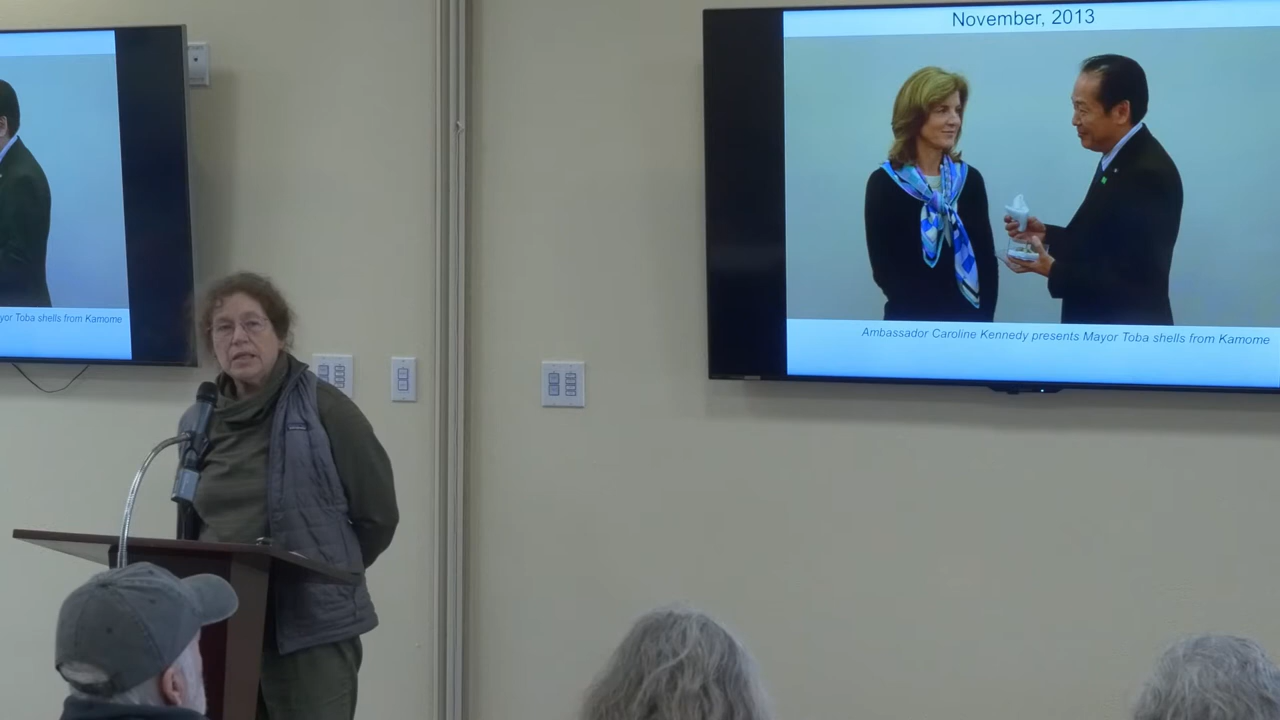 yor Toba shells from Kamome
November, 2013
Ambassador Caroline Kennedy presents Mayor Toba shells from Kamome